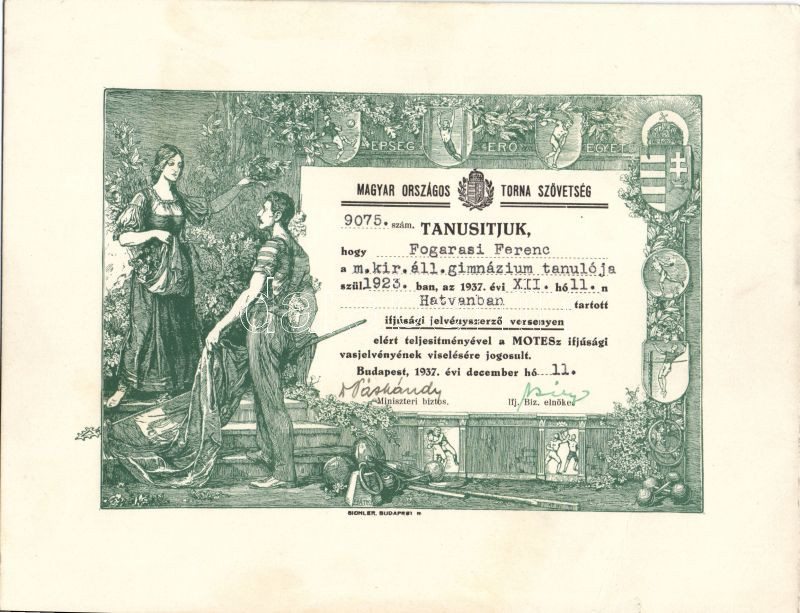 EPSÉG ERŐ EGYET
MAGYAR ORSZÁGOS TORNA SZÖVETSÉG
9075. szám. TANUSITJUK,
hogy Fogarasi Ferenc
a m.kir.áll.gimnázium tanulója
szül. 1923. ban, az 1937. évi XII. hó 11. n
Hatvanban tartott
ifjúsági jelvényszerző versenyen
elért teljesitményével a MOTESz ifjúsági
vasjelvényének viselésére jogosult.
Budapest, 1937. évi december hó 11.
Miniszteri biztos. Ifj. Biz. elnöke.
BICHLER, BUDAPEST